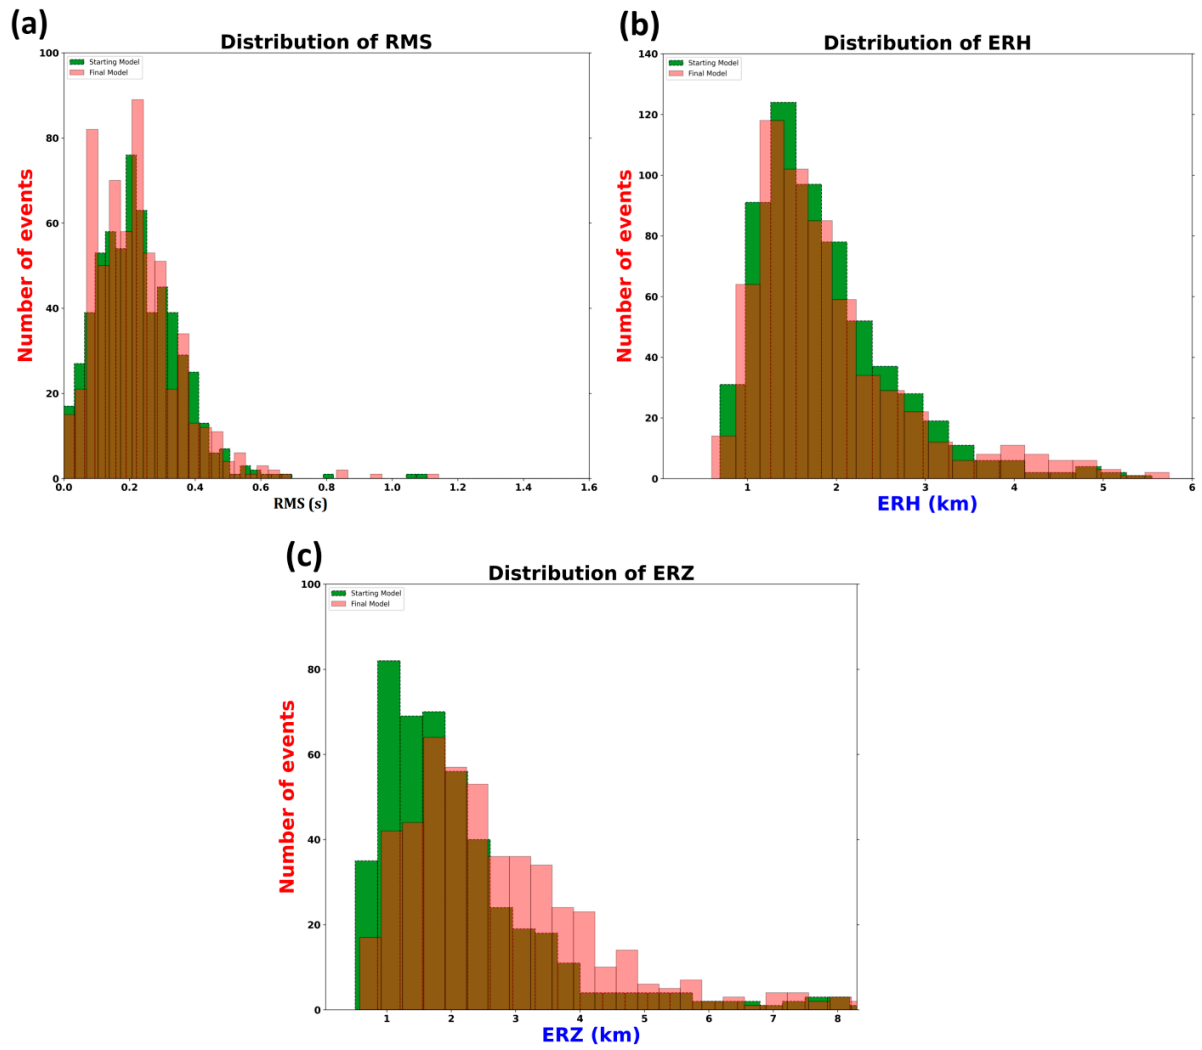 (a)
Distribution of RMS
Starting Model
Final Model
100
80
60
40
20
0
Number of events
0.0 0.2 0.4 0.6 0.8 1.0 1.2 1.4 1.6
RMS (s)
(b)
Distribution of ERH
Starting Model
Final Model
140
120
100
80
60
40
20
0
Number of events
1 2 3 4 5 6
ERH (km)
(c)
Distribution of ERZ
Starting Model
Final Model
100
80
60
40
20
0
Number of events
1 2 3 4 5 6 7 8
ERZ (km)